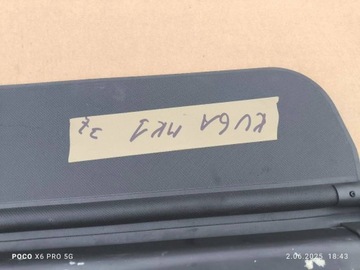 KUGA MK1
POCO X6 PRO 5G
2.06.2025 18:43